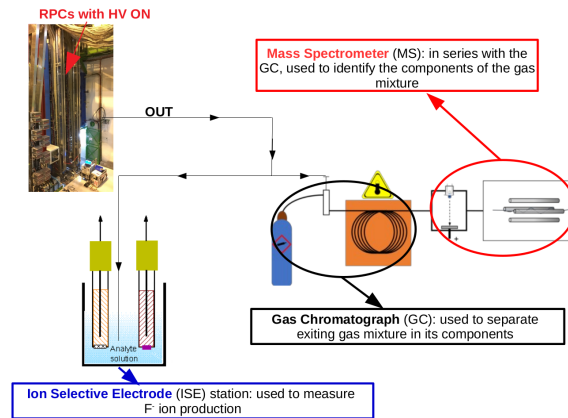 RPCs with HV ON
Mass Spectrometer (MS): in series with the
GC, used to identify the components of the gas
mixture
OUT
+
Analyte
solution
Gas Chromatograph (GC): used to separate
exiting gas mixture in its components
Ion Selective Electrode (ISE) station: used to measure
F⁻ ion production